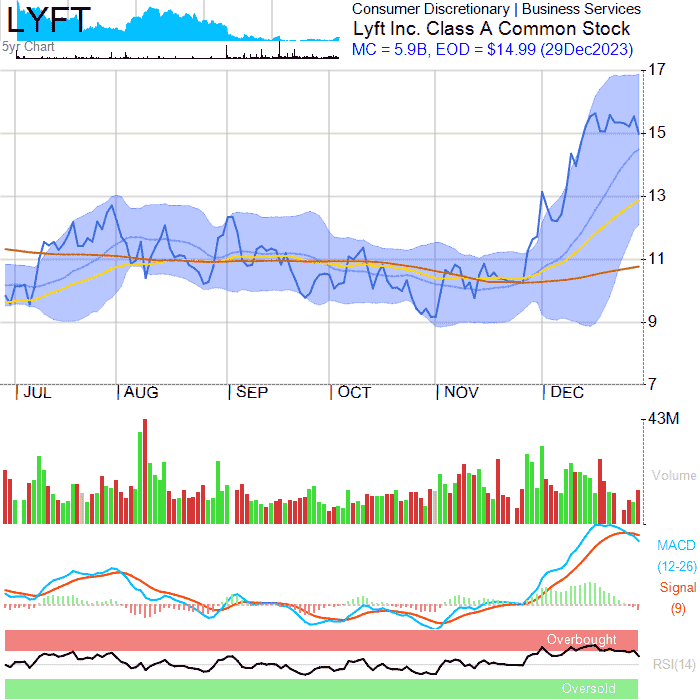 LYFT
5yr Chart
Consumer Discretionary | Business Services
Lyft Inc. Class A Common Stock
MC = 5.9B, EOD = $14.99 (29Dec2023)
17
15
13
11
9
7
JUL AUG SEP OCT NOV DEC
43M
Volume
MACD
(12-26)
Signal
(9)
Overbought
RSI(14)
Oversold